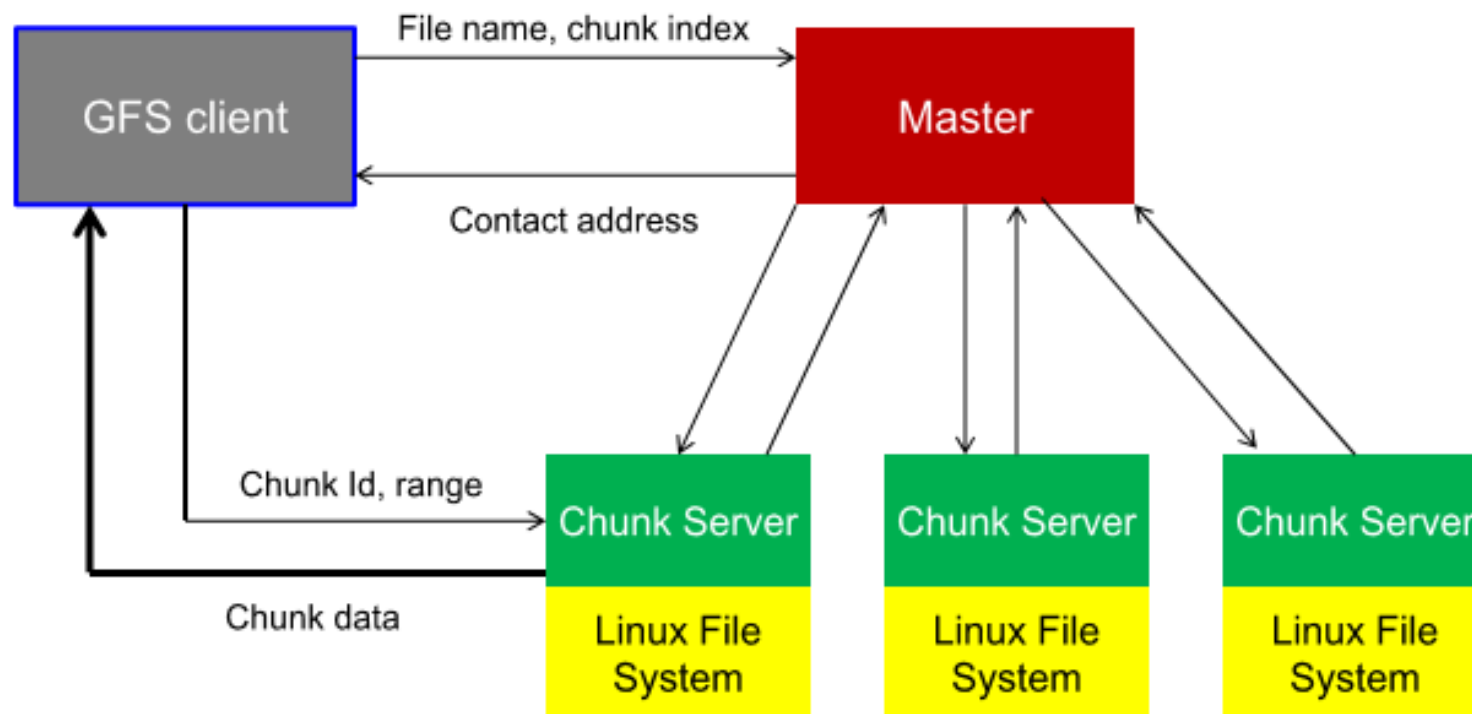 File name, chunk index
GFS client
Master
Contact address
Chunk Id, range
Chunk Server
Chunk Server
Chunk Server
Chunk data
Linux File
System
Linux File
System
Linux File
System